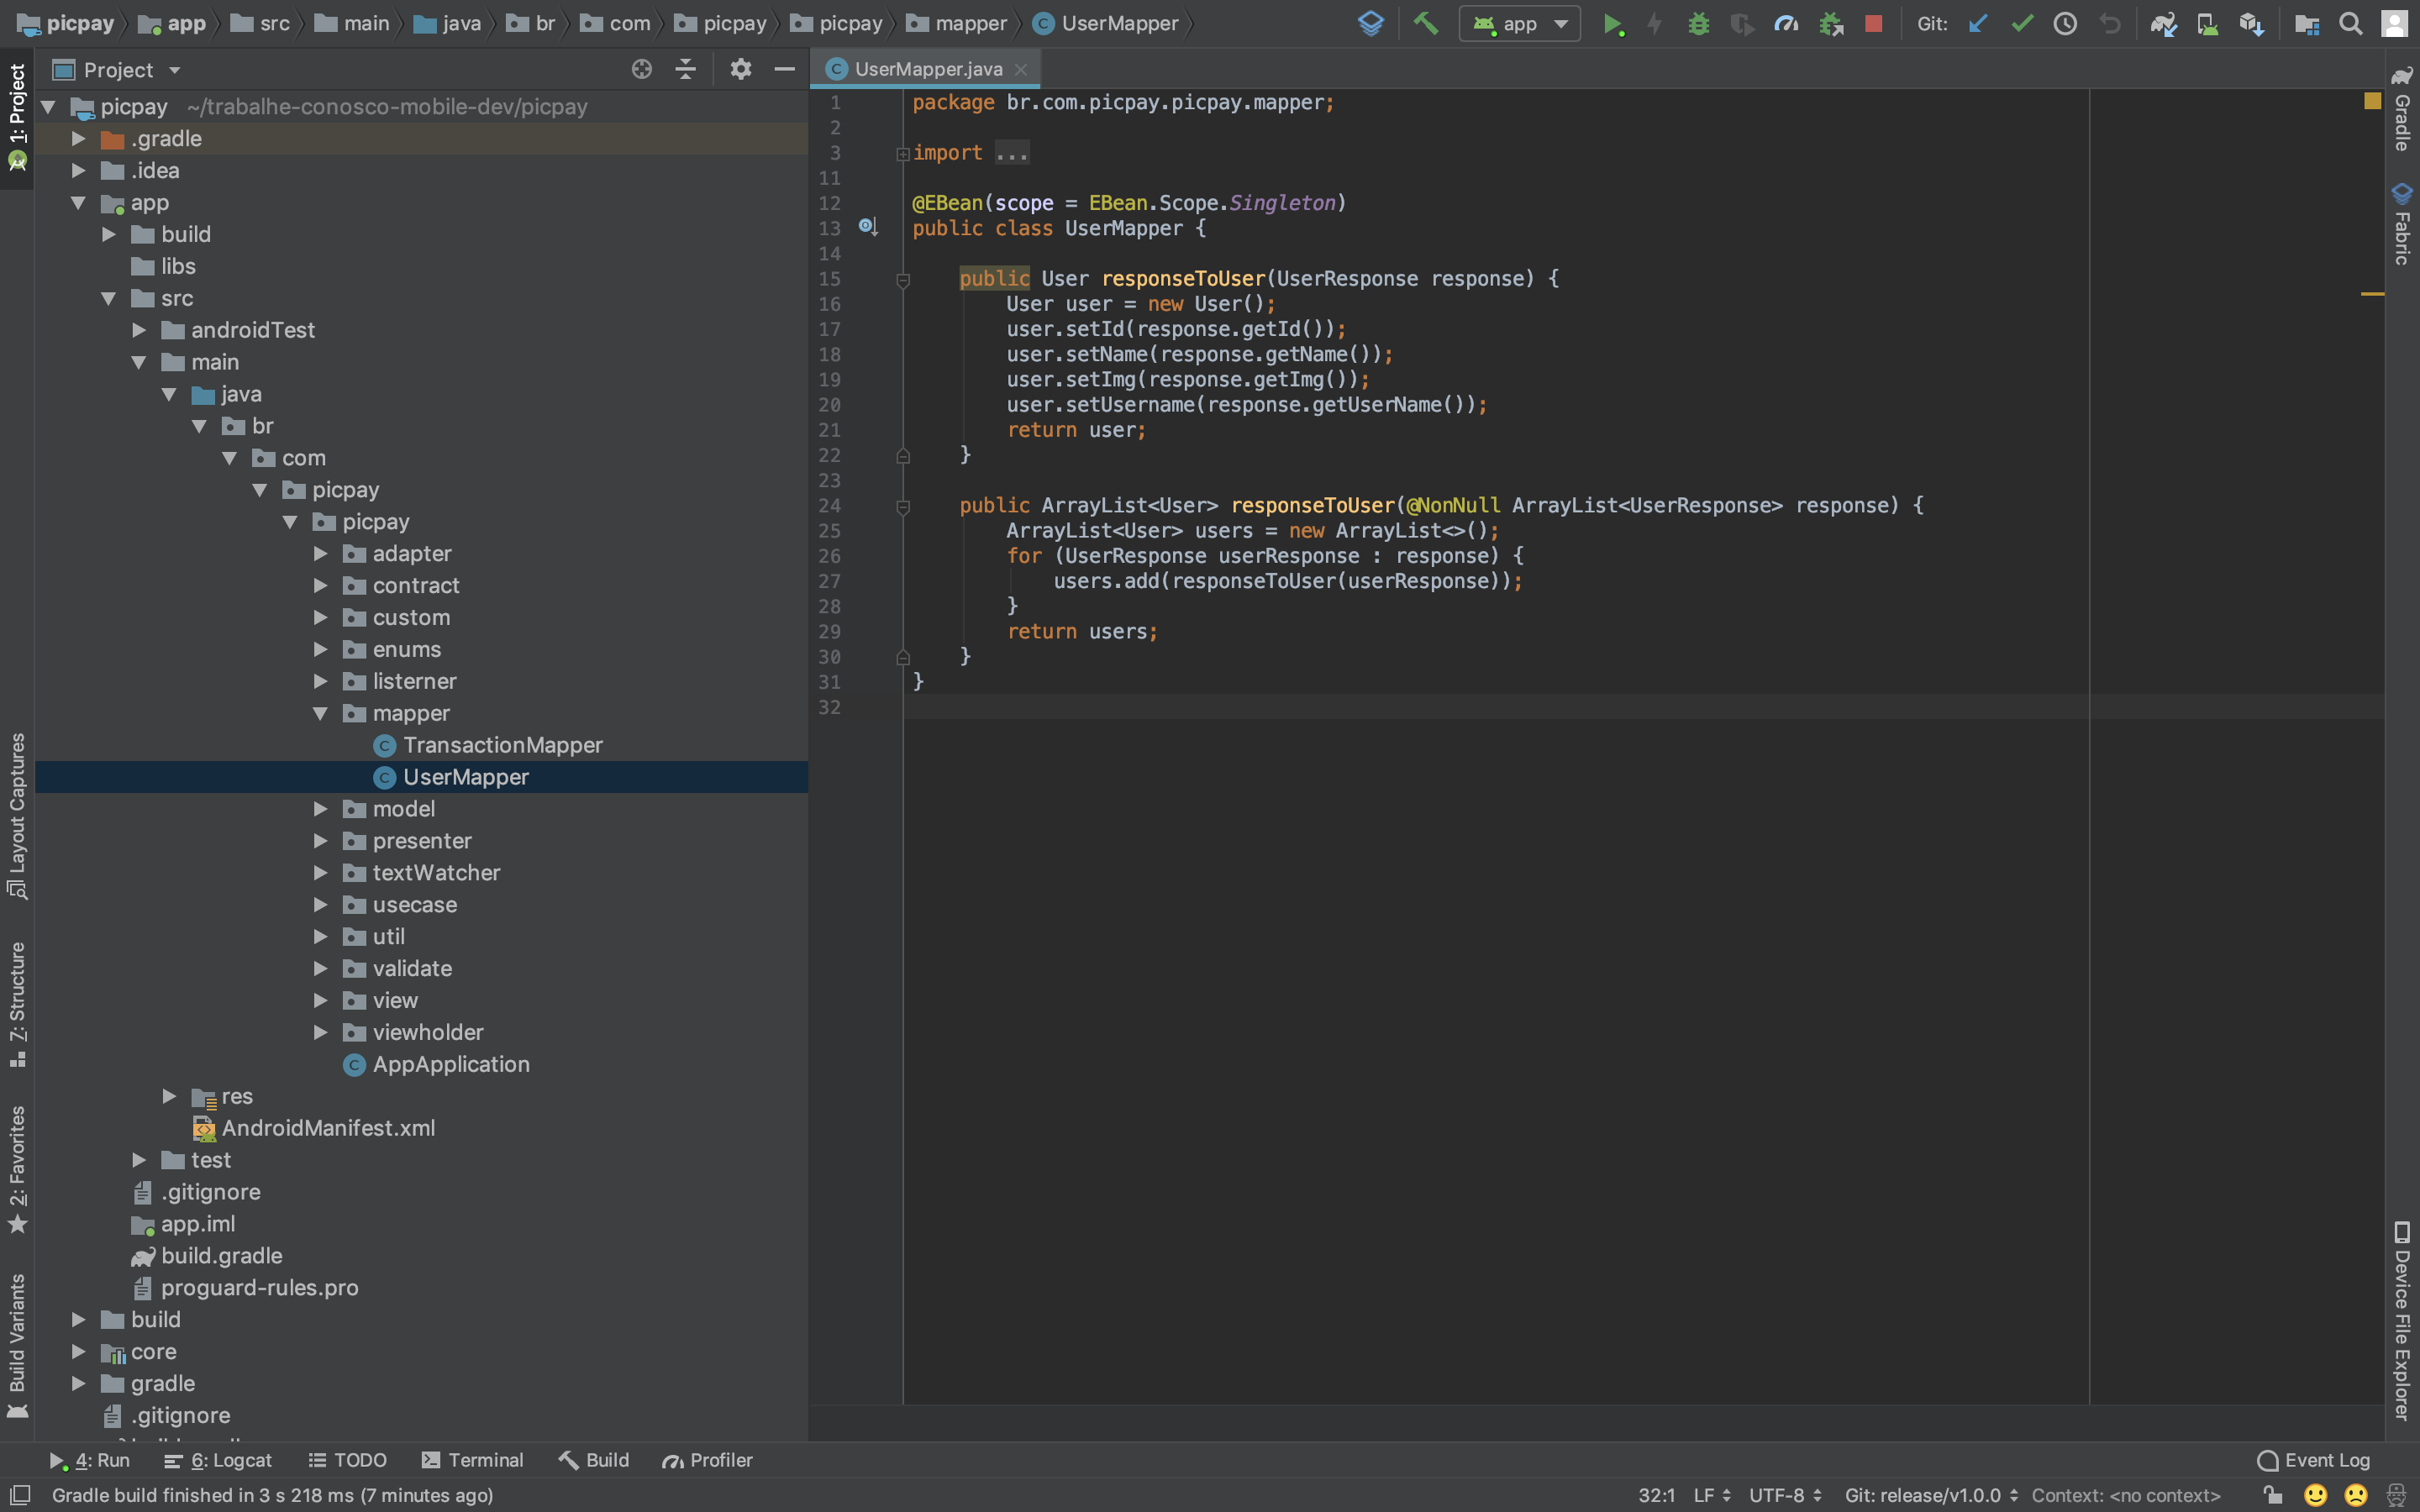 picpay app src main java br com picpay picpay mapper UserMapper app Git:
Project
UserMapper.java
1: Project
picpay ~/trabalhe-conosco-mobile-dev/picpay
.gradle
.idea
app
build
libs
src
androidTest
main
java
br
com
picpay
picpay
adapter
contract
custom
enums
listerner
mapper
TransactionMapper
UserMapper
model
presenter
textWatcher
usecase
util
validate
view
viewholder
AppApplication
res
AndroidManifest.xml
test
.gitignore
app.iml
build.gradle
proguard-rules.pro
build
core
gradle
.gitignore
Layout Captures
7: Structure
2: Favorites
Build Variants
1 package br.com.picpay.picpay.mapper;
2
3 import ...
11
12 @EBean(scope = EBean.Scope.Singleton)
13 public class UserMapper {
14
15 public User responseToUser(UserResponse response) {
16 User user = new User();
17 user.setId(response.getId());
18 user.setName(response.getName());
19 user.setImg(response.getImg());
20 user.setUsername(response.getUserName());
21 return user;
22 }
23
24 public ArrayList<User> responseToUser(@NonNull ArrayList<UserResponse> response) {
25 ArrayList<User> users = new ArrayList<>();
26 for (UserResponse userResponse : response) {
27 users.add(responseToUser(userResponse));
28 }
29 return users;
30 }
31 }
32
Gradle
Fabric
Device File Explorer
4: Run 6: Logcat TODO Terminal Build Profiler Event Log
Gradle build finished in 3 s 218 ms (7 minutes ago) 32:1 LF UTF-8 Git: release/v1.0.0 Context: <no context>